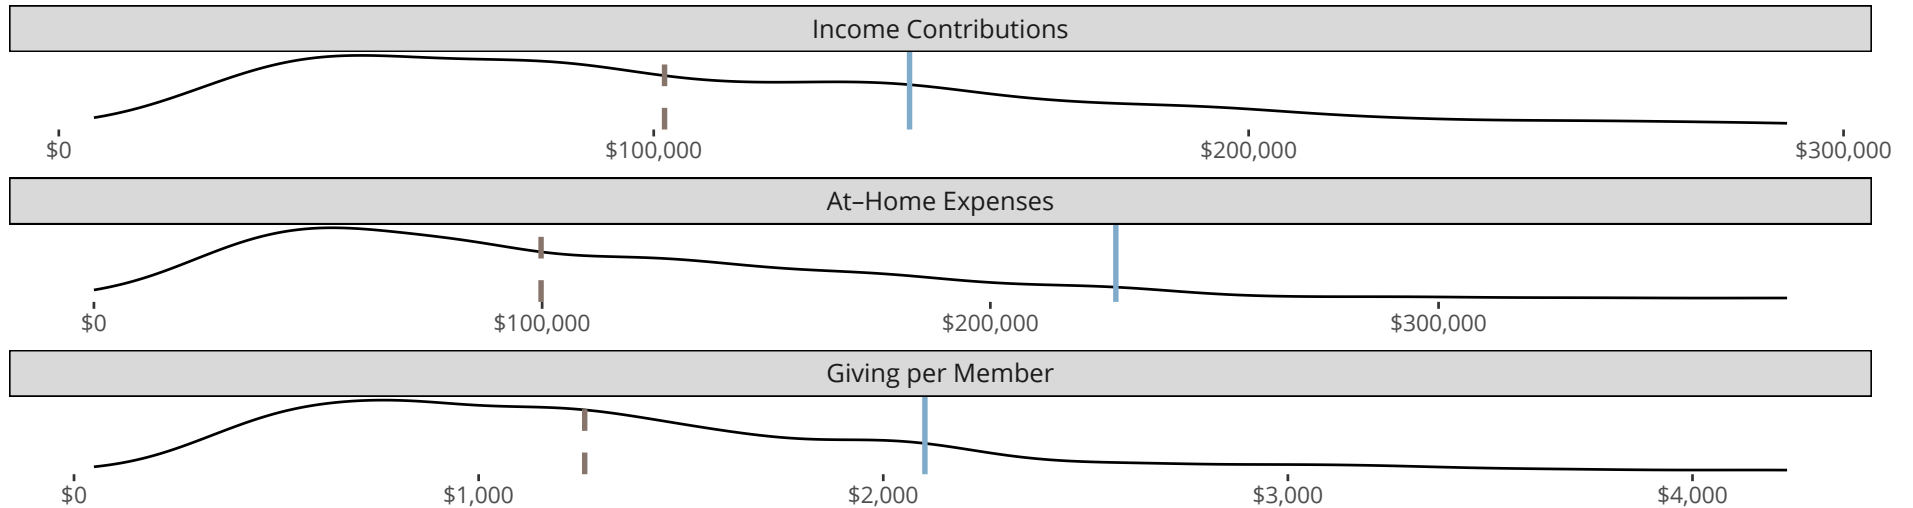 Income Contributions
$0 $100,000 $200,000 $300,000
At–Home Expenses
$0 $100,000 $200,000 $300,000
Giving per Member
$0 $1,000 $2,000 $3,000 $4,000